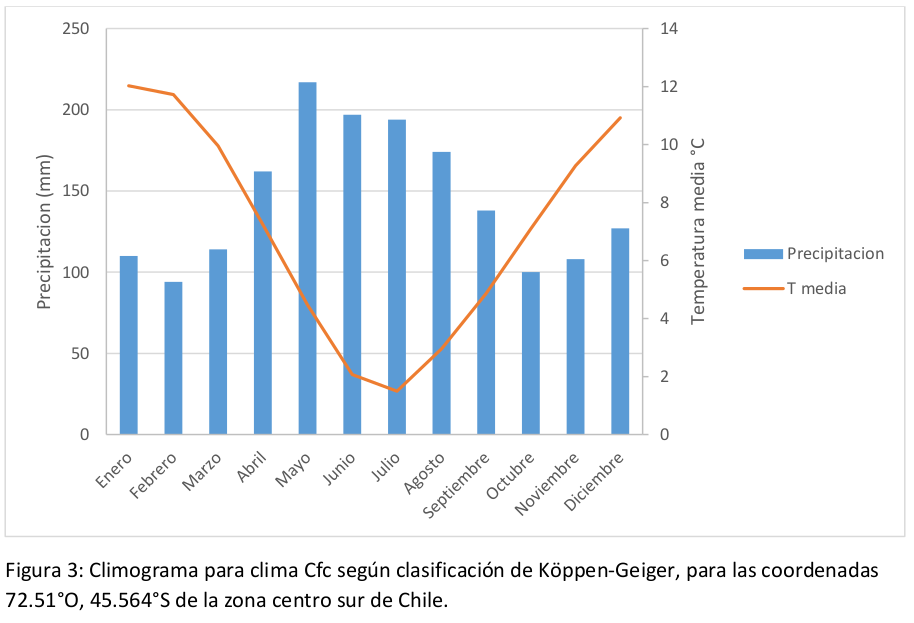 250
200
150
100
50
0
Precipitacion (mm)
14
12
10
8
6
4
2
0
Temperatura media °C
Enero
Febrero
Marzo
Abril
Mayo
Junio
Julio
Agosto
Septiembre
Octubre
Noviembre
Diciembre
Precipitacion
T media
Figura 3: Climograma para clima Cfc según clasificación de Köppen-Geiger, para las coordenadas
72.51°O, 45.564°S de la zona centro sur de Chile.